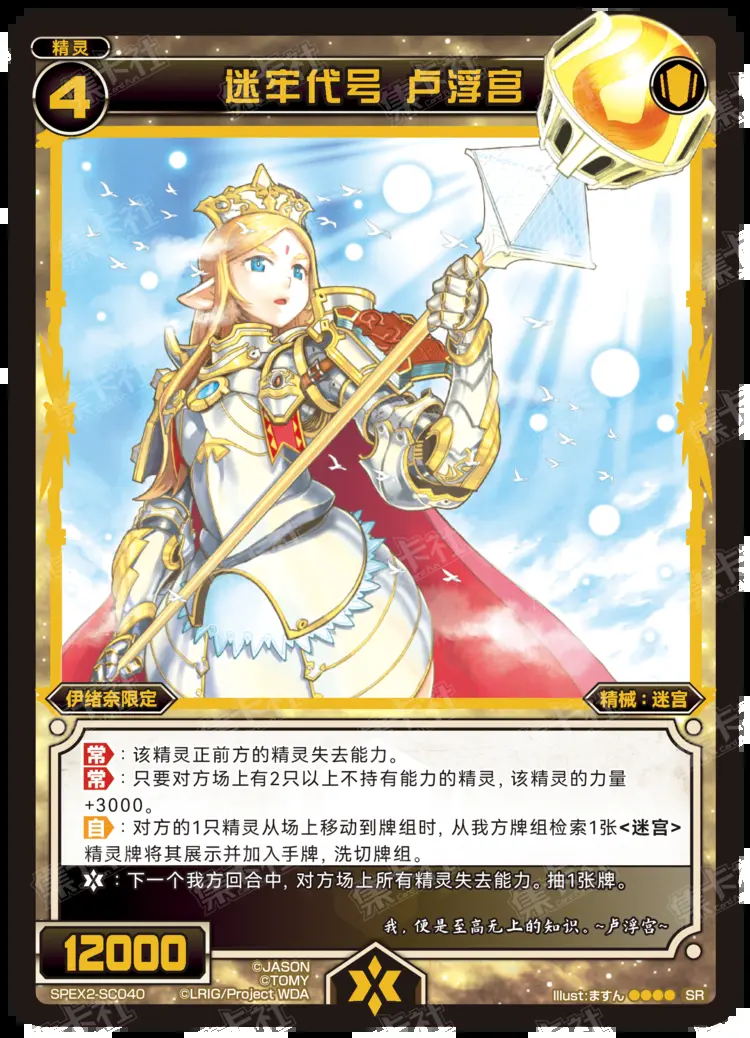 精灵
4
迷牢代号 卢浮宫
伊绪奈限定
精械：迷宫
常：该精灵正前方的精灵失去能力。
常：只要对方场上有2只以上不持有能力的精灵，该精灵的力量
+3000。
自：对方的1只精灵从场上移动到牌组时，从我方牌组检索1张<迷宫>
精灵牌将其展示并加入手牌，洗切牌组。
：下一个我方回合中，对方场上所有精灵失去能力。抽1张牌。
我，便是至高无上的知识。~卢浮宫~
12000
©JASON
©TOMY
SPEX2-SC040 ©LRIG/Project WDA
Illust:ますん SR
集卡社